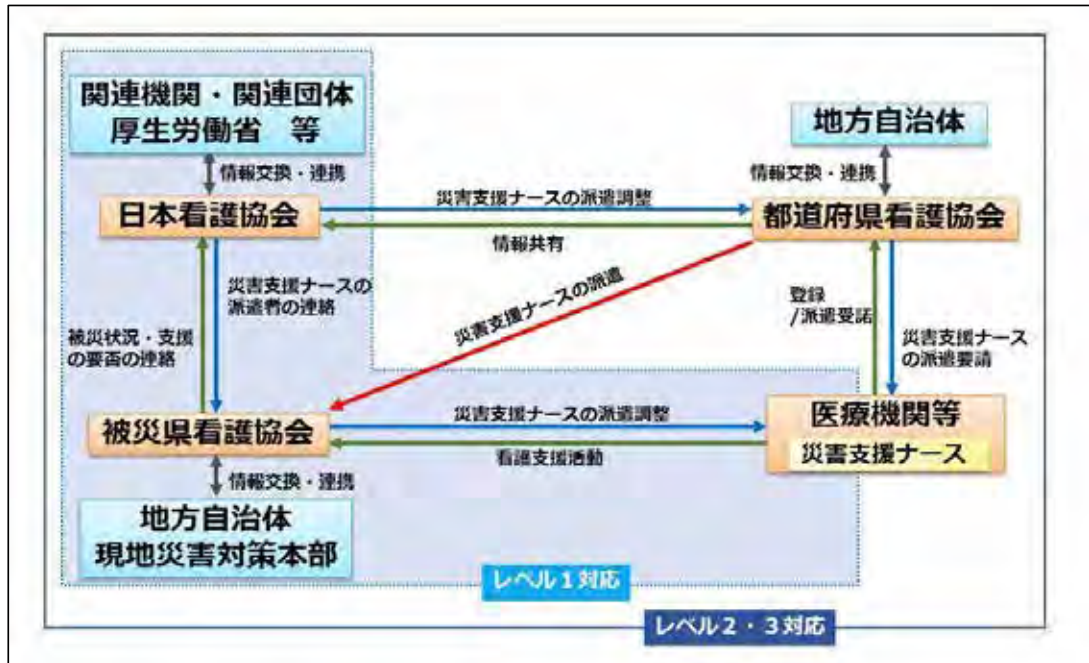 関連機関・関連団体
厚生労働省 等
情報交換・連携
日本看護協会
地方自治体
情報交換・連携
都道府県看護協会
災害支援ナースの派遣調整
情報共有
災害支援ナースの派遣
災害支援ナースの
派遣者の連絡
被災状況・支援
の要否の連絡
登録
/派遣受諾
災害支援ナース
の派遣要請
被災県看護協会
災害支援ナースの派遣調整
看護支援活動
医療機関等
災害支援ナース
情報交換・連携
地方自治体
現地災害対策本部
レベル1対応
レベル2・3対応